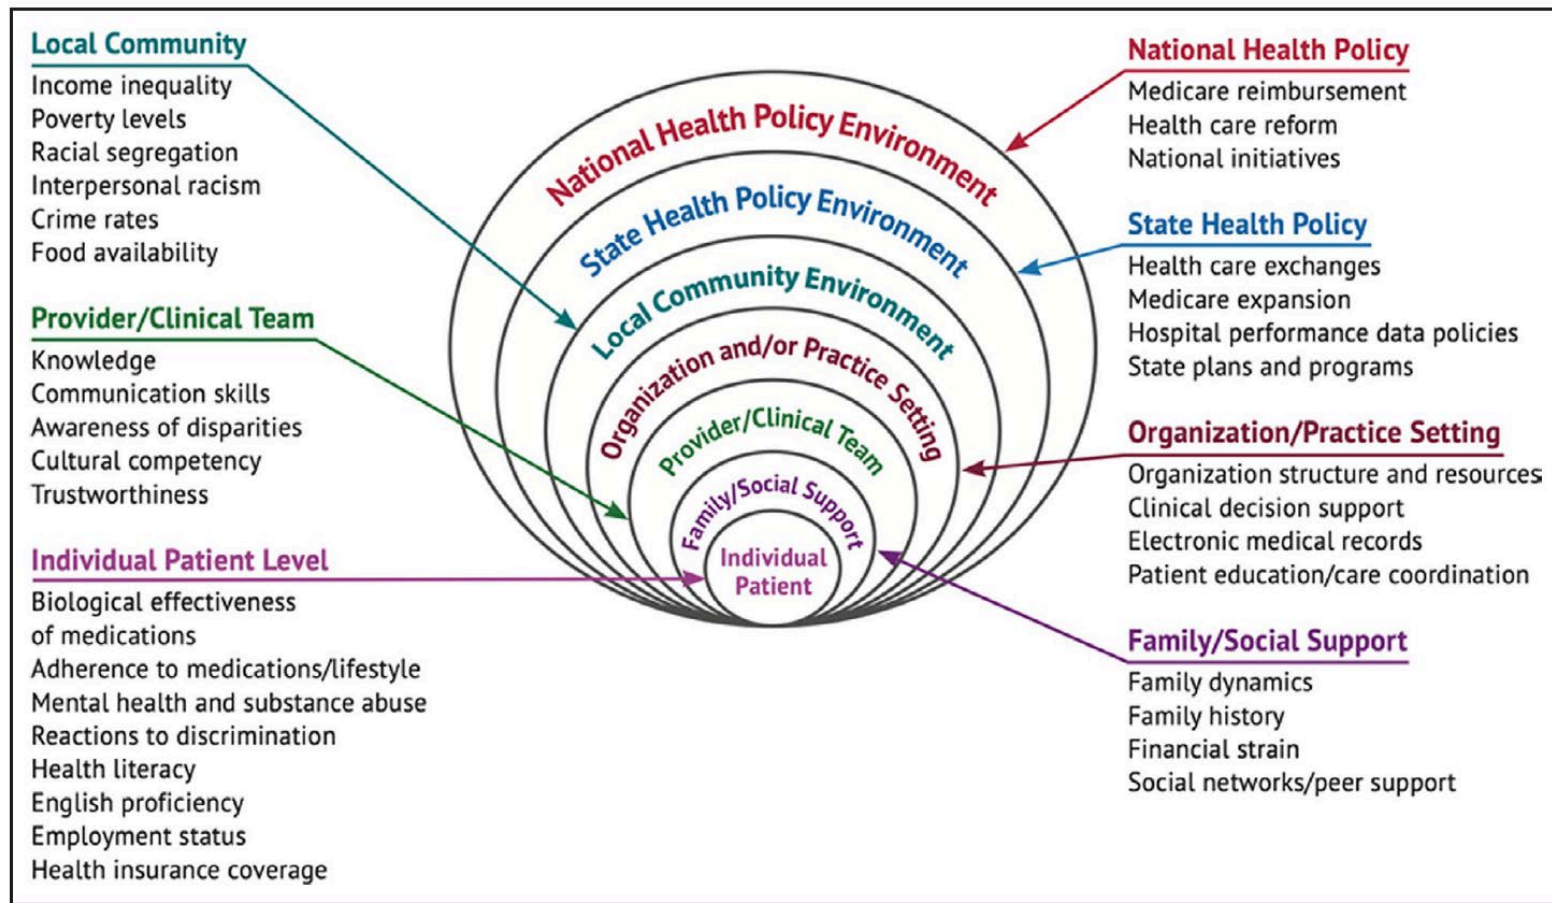 Local Community
Income inequality
Poverty levels
Racial segregation
Interpersonal racism
Crime rates
Food availability
Provider/Clinical Team
Knowledge
Communication skills
Awareness of disparities
Cultural competency
Trustworthiness
Individual Patient Level
Biological effectiveness
of medications
Adherence to medications/lifestyle
Mental health and substance abuse
Reactions to discrimination
Health literacy
English proficiency
Employment status
Health insurance coverage
National Health Policy Environment
State Health Policy Environment
Local Community Environment
Organization and/or Practice Setting
Provider/Clinical Team
Family/Social Support
Individual
Patient
National Health Policy
Medicare reimbursement
Health care reform
National initiatives
State Health Policy
Health care exchanges
Medicare expansion
Hospital performance data policies
State plans and programs
Organization/Practice Setting
Organization structure and resources
Clinical decision support
Electronic medical records
Patient education/care coordination
Family/Social Support
Family dynamics
Family history
Financial strain
Social networks/peer support